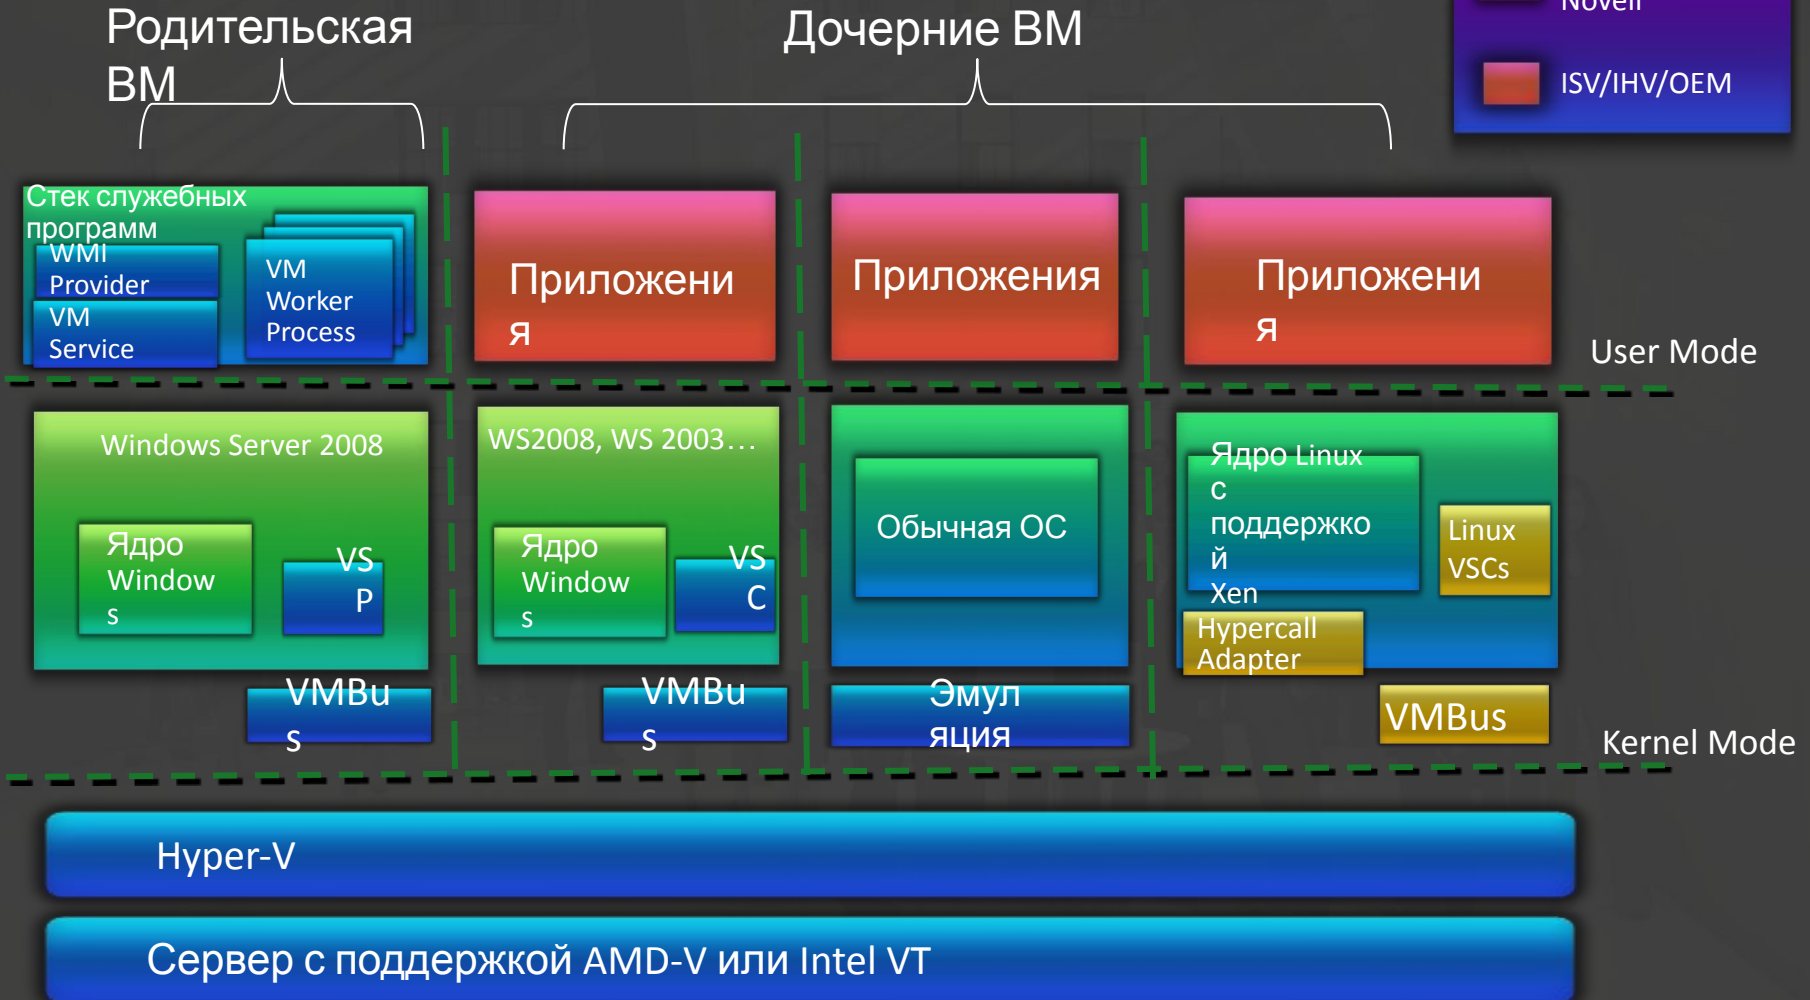 Родительская
ВМ
Дочерние ВМ
Novell
ISV/IHV/OEM
Стек служебных
программ
WMI
Provider
VM
Service
VM
Worker
Process
Приложени
я
Приложения
Приложени
я
User Mode
Windows Server 2008
Ядро
Window
s
VS
P
WS2008, WS 2003…
Ядро
Window
s
VS
C
Обычная ОС
Ядро Linux
с
поддержко
й
Xen
Linux
VSCs
Hypercall
Adapter
VMBu
s
VMBu
s
Эмул
яция
VMBus
Kernel Mode
Hyper-V
Сервер с поддержкой AMD-V или Intel VT